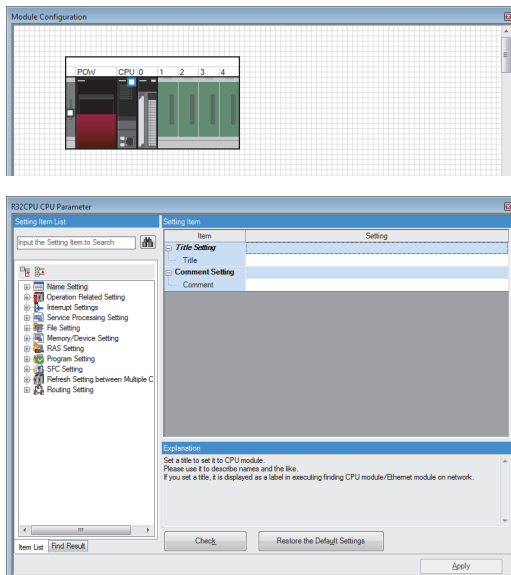 Module Configuration
POW CPU 0 1 2 3 4
R32CPU CPU Parameter
Setting Item List
Setting Item
Input the Setting Item to Search
Item Setting
Title Setting
Title
Comment Setting
Comment
Name Setting
Operation Related Setting
Interrupt Settings
Service Processing Setting
File Setting
Memory/Device Setting
RAS Setting
Program Setting
SFC Setting
Refresh Setting between Multiple C
Routing Setting
Explanation
Set a title to set it to CPU module.
Please use it to describe names and the like.
If you set a title, it is displayed as a label in executing finding CPU module/Ethernet module on network.
Item List Find Result
Check Restore the Default Settings
Apply